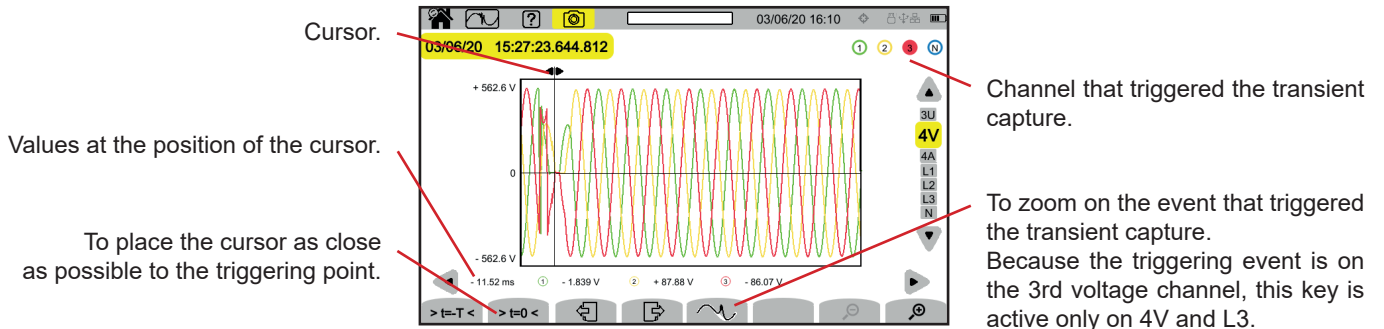 ?
03/06/20 16:10
Cursor.
03/06/20 15:27:23.644.812
1
2
3
N
Channel that triggered the transient
capture.
+ 562.6 V
3U
4V
4A
L1
L2
L3
N
Values at the position of the cursor.
0
To zoom on the event that triggered
the transient capture.
Because the triggering event is on
the 3rd voltage channel, this key is
active only on 4V and L3.
To place the cursor as close
as possible to the triggering point.
- 562.6 V
- 11.52 ms 1 - 1.839 V 2 + 87.88 V 3 - 86.07 V
> t=-T < > t=0 <